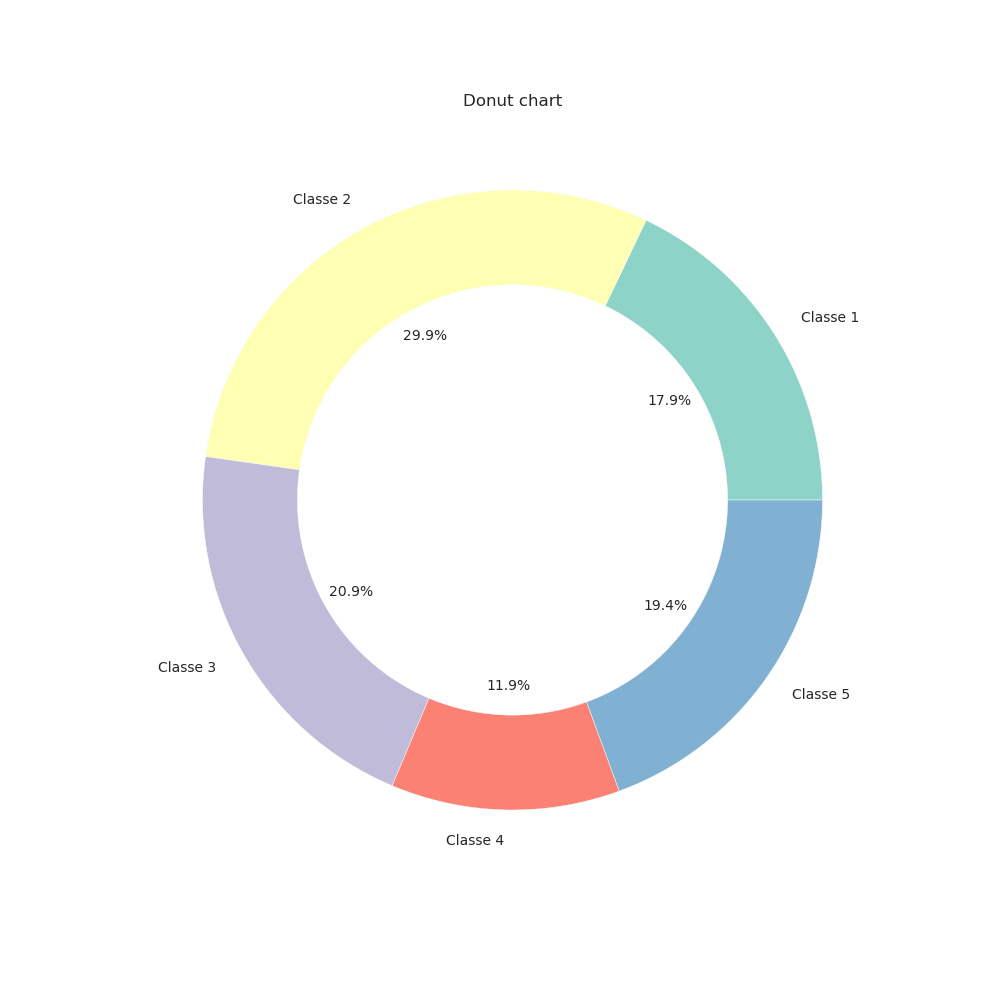 Donut chart
Classe 2
Classe 1
29.9%
17.9%
20.9%
19.4%
Classe 3
11.9%
Classe 5
Classe 4